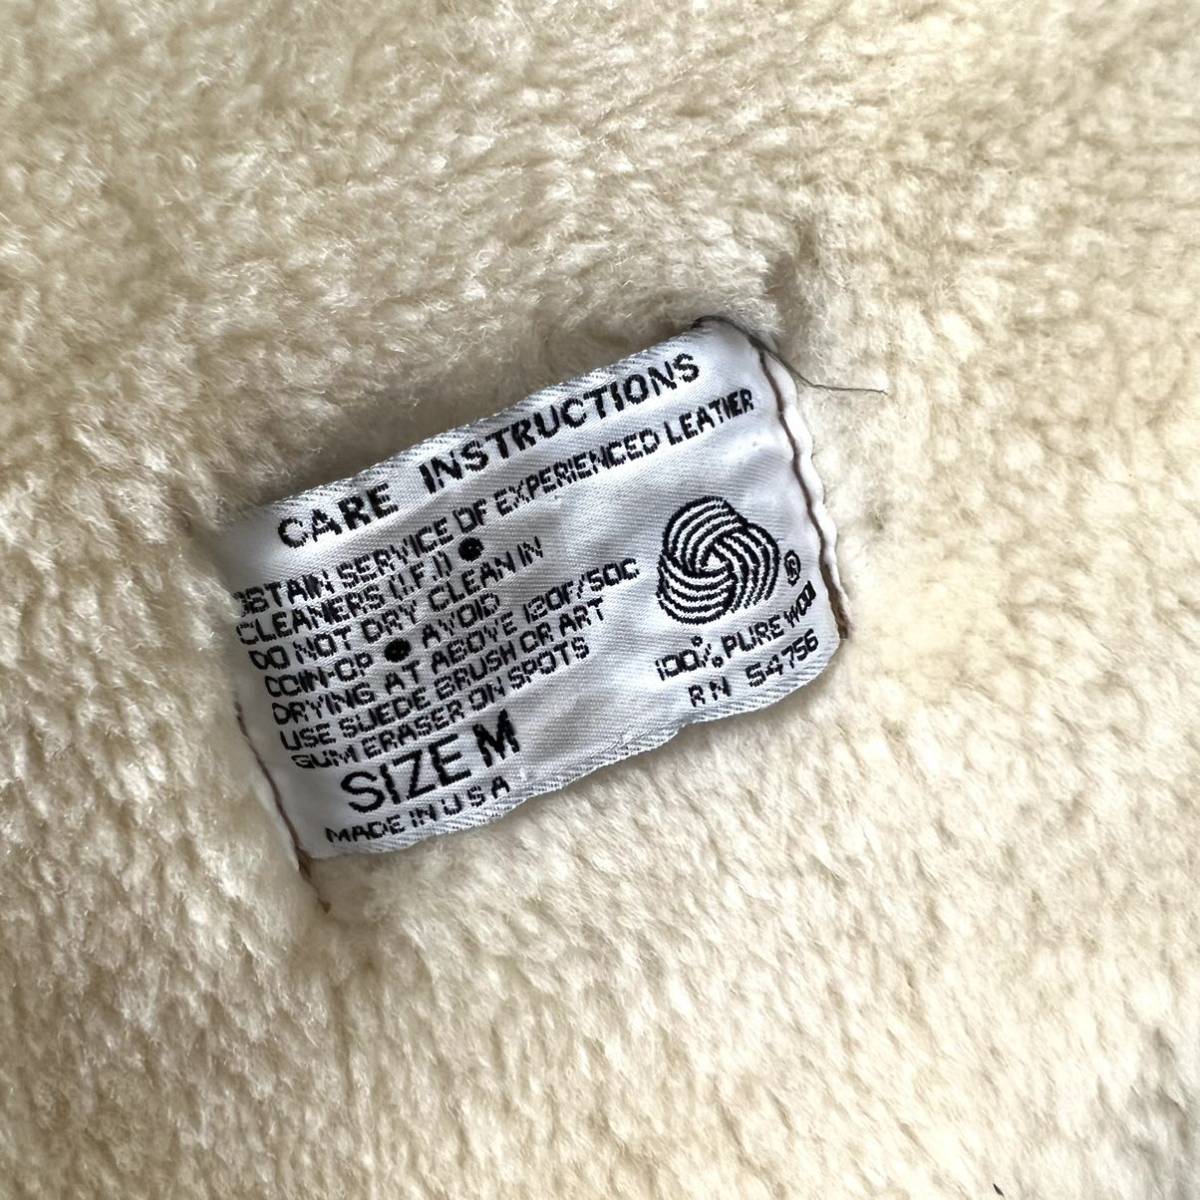 CARE INSTRUCTIONS
OBTAIN SERVICE OF EXPERIENCED LEATHER
CLEANERS (I.F.I) ●
DO NOT DRY CLEAN IN
COIN-OP ● AVOID
DRYING AT ABOVE 120F/50C
USE SUEDE BRUSH OR ART
GUM ERASER ON SPOTS
SIZE M
MADE IN USA
®
100% PURE WOOL
RN 54756